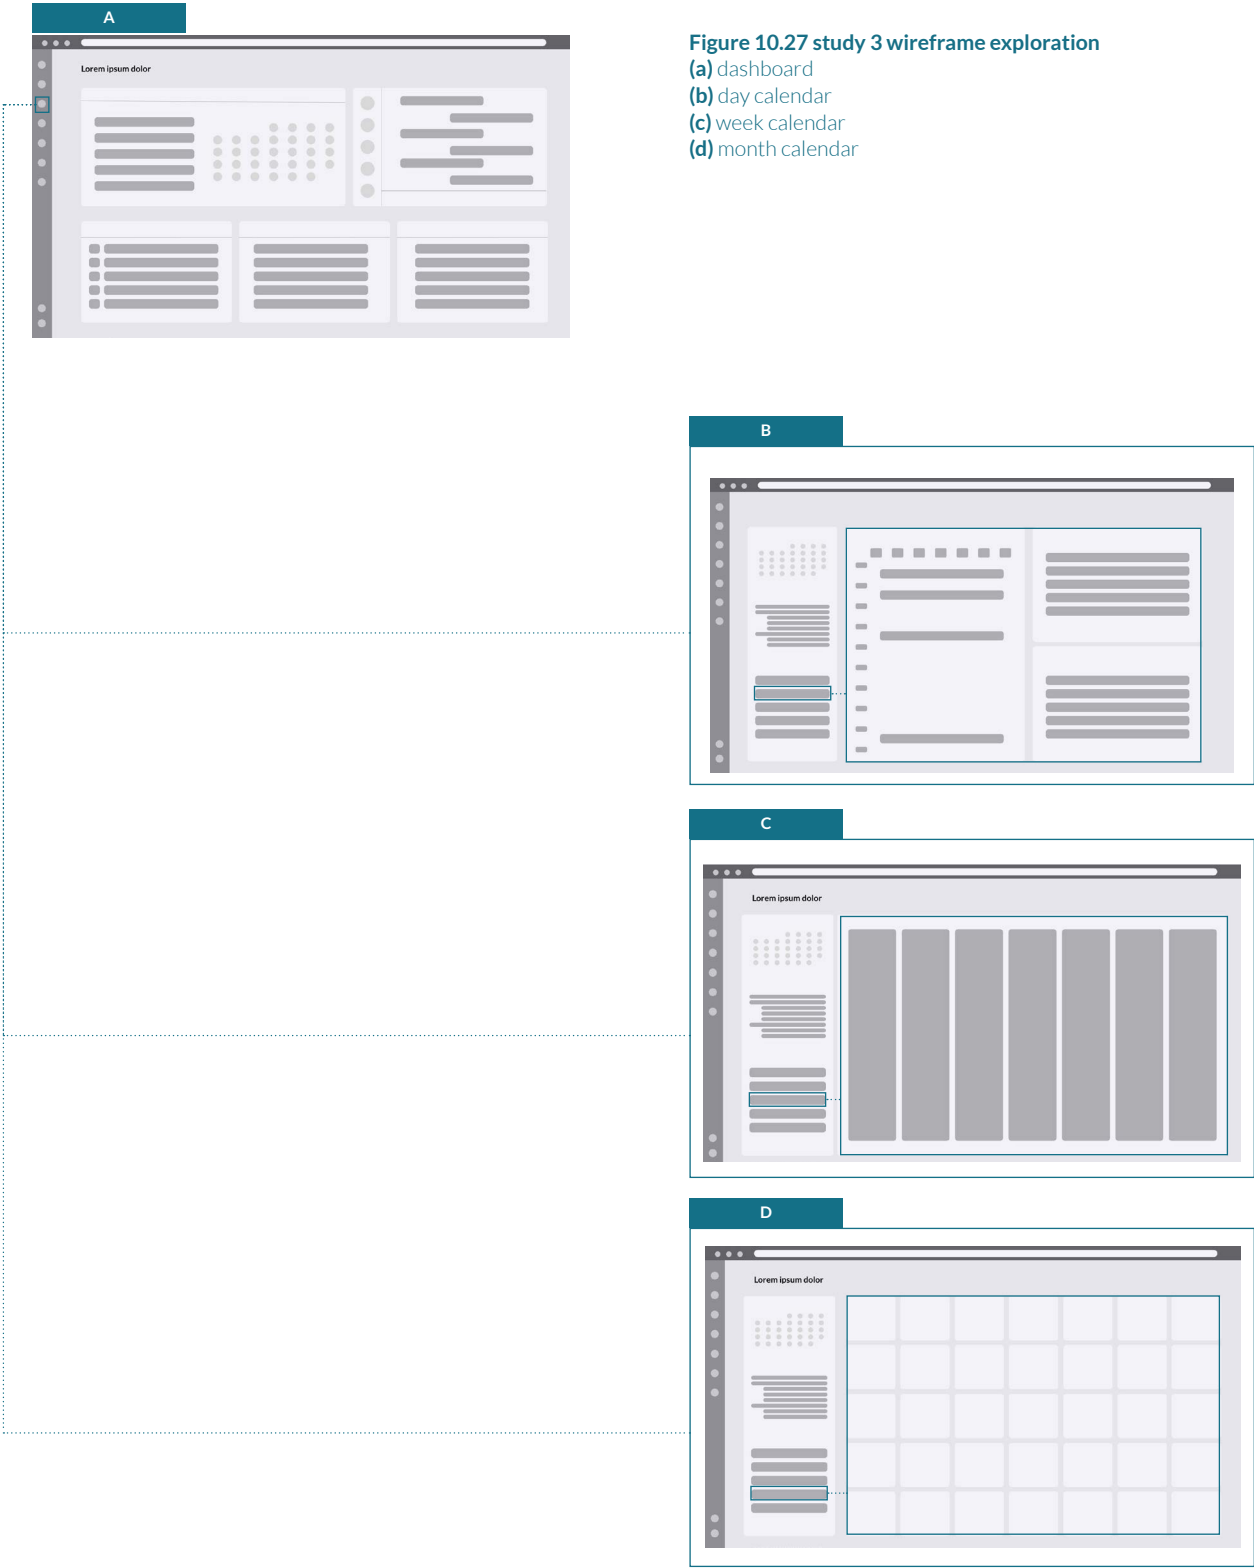 A
Lorem ipsum dolor
Figure 10.27 study 3 wireframe exploration
(a) dashboard
(b) day calendar
(c) week calendar
(d) month calendar
B
C
Lorem ipsum dolor
D
Lorem ipsum dolor